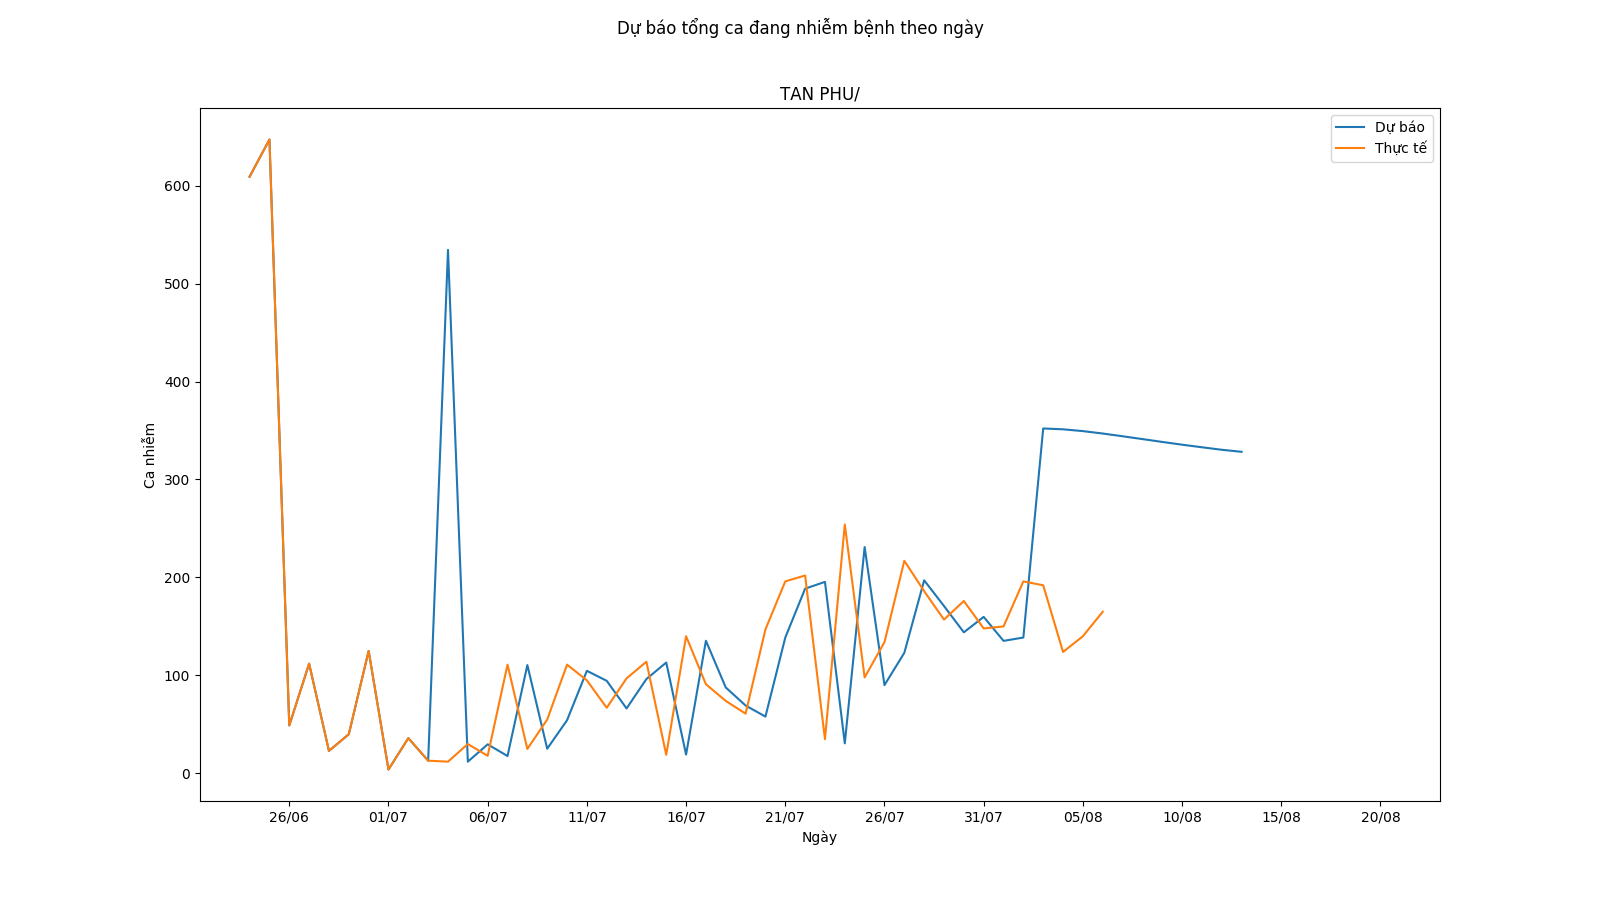 Dự báo tổng ca đang nhiễm bệnh theo ngày
TAN PHU/
Dự báo
Thực tế
600
500
400
300
200
100
0
Ca nhiễm
26/06 01/07 06/07 11/07 16/07 21/07 26/07 31/07 05/08 10/08 15/08 20/08
Ngày